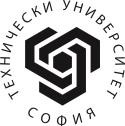 ТЕХНИЧЕСКИ УНИВЕРСИТЕТ
СОФИЯ